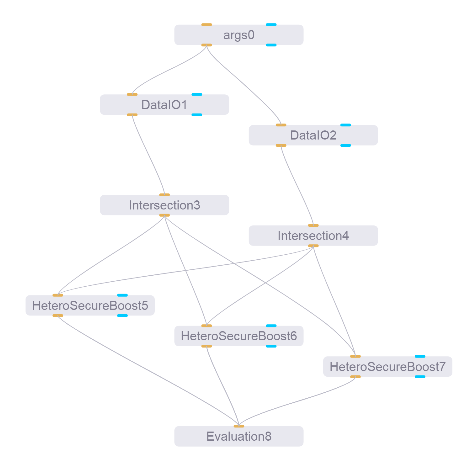 args0
DataIO1
DataIO2
Intersection3
Intersection4
HeteroSecureBoost5
HeteroSecureBoost6
HeteroSecureBoost7
Evaluation8